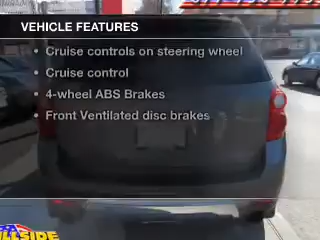 VEHICLE FEATURES
• Cruise controls on steering wheel
• Cruise control
• 4-wheel ABS Brakes
• Front Ventilated disc brakes